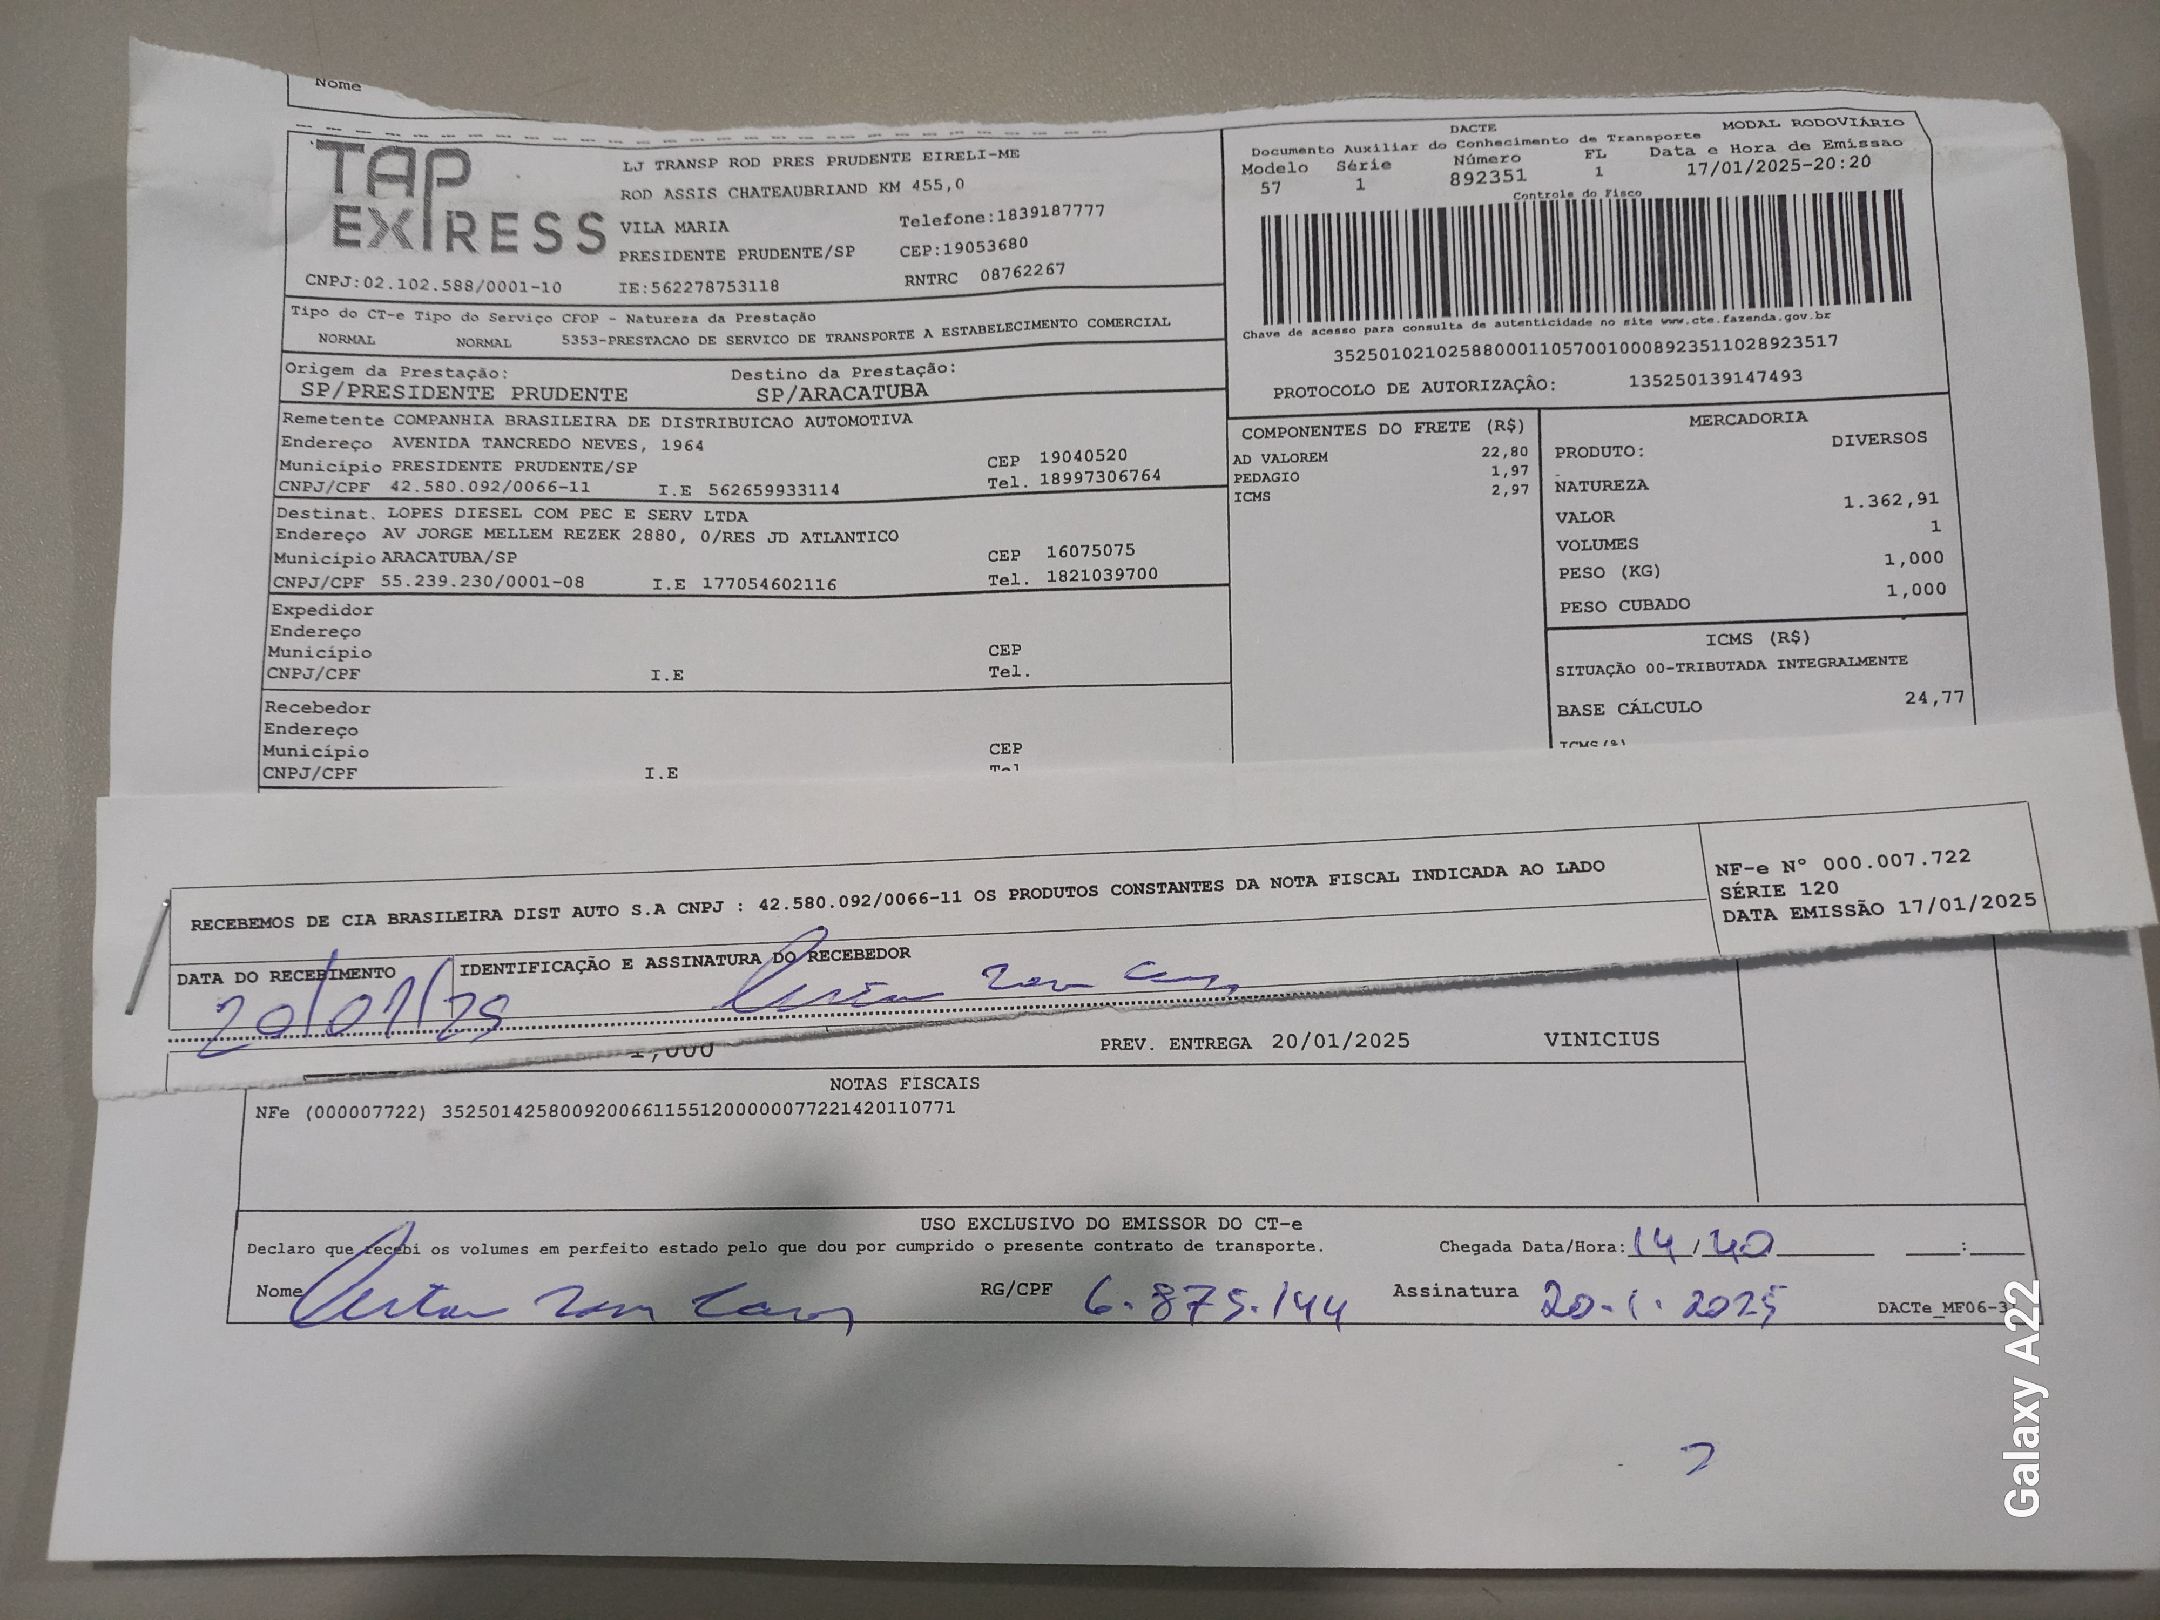 Nome
TAP EXPRESS
LJ TRANSP ROD PRES PRUDENTE EIRELI-ME
ROD ASSIS CHATEAUBRIAND KM 455,0
VILA MARIA Telefone:1839187777
PRESIDENTE PRUDENTE/SP CEP:19053680
CNPJ:02.102.588/0001-10 IE:562278753118 RNTRC 08762267
DACTE MODAL RODOVIÁRIO
Documento Auxiliar do Conhecimento de Transporte
Modelo Série Número FL Data e Hora de Emissao
57 1 892351 1 17/01/2025-20:20
Controle do Fisco
Chave de acesso para consulta de autenticidade no site www.cte.fazenda.gov.br
35250102102588000110570010008923511028923517
PROTOCOLO DE AUTORIZAÇÂO: 135250139147493
Tipo do CT-e Tipo do Serviço CFOP - Natureza da Prestação
NORMAL NORMAL 5353-PRESTACAO DE SERVICO DE TRANSPORTE A ESTABELECIMENTO COMERCIAL
Origem da Prestação: Destino da Prestação:
SP/PRESIDENTE PRUDENTE SP/ARACATUBA
Remetente COMPANHIA BRASILEIRA DE DISTRIBUICAO AUTOMOTIVA
Endereço AVENIDA TANCREDO NEVES, 1964
Município PRESIDENTE PRUDENTE/SP CEP 19040520
CNPJ/CPF 42.580.092/0066-11 I.E 562659933114 Tel. 18997306764
Destinat. LOPES DIESEL COM PEC E SERV LTDA
Endereço AV JORGE MELLEM REZEK 2880, 0/RES JD ATLANTICO
Município ARACATUBA/SP CEP 16075075
CNPJ/CPF 55.239.230/0001-08 I.E 177054602116 Tel. 1821039700
Expedidor
Endereço
Município CEP
CNPJ/CPF I.E Tel.
Recebedor
Endereço
Município CEP
CNPJ/CPF I.E Tel
COMPONENTES DO FRETE (R$)
AD VALOREM 22,80
PEDAGIO 1,97
ICMS 2,97
MERCADORIA
PRODUTO: DIVERSOS
NATUREZA
VALOR 1.362,91
VOLUMES 1
PESO (KG) 1,000
PESO CUBADO 1,000
ICMS (R$)
SITUAÇÃO 00-TRIBUTADA INTEGRALMENTE
BASE CÁLCULO 24,77
RECEBEMOS DE CIA BRASILEIRA DIST AUTO S.A CNPJ : 42.580.092/0066-11 OS PRODUTOS CONSTANTES DA NOTA FISCAL INDICADA AO LADO
NF-e Nº 000.007.722
SÉRIE 120
DATA EMISSÃO 17/01/2025
DATA DO RECEBIMENTO IDENTIFICAÇÃO E ASSINATURA DO RECEBEDOR
20/01/25
1,000 PREV. ENTREGA 20/01/2025 VINICIUS
NOTAS FISCAIS
NFe (000007722) 35250142580092006611551200000077221420110771
USO EXCLUSIVO DO EMISSOR DO CT-e
Declaro que recebi os volumes em perfeito estado pelo que dou por cumprido o presente contrato de transporte. Chegada Data/Hora: 14/40
Nome RG/CPF 6.875.144 Assinatura 20.1.2025 DACTe_MF06-3
Galaxy A22